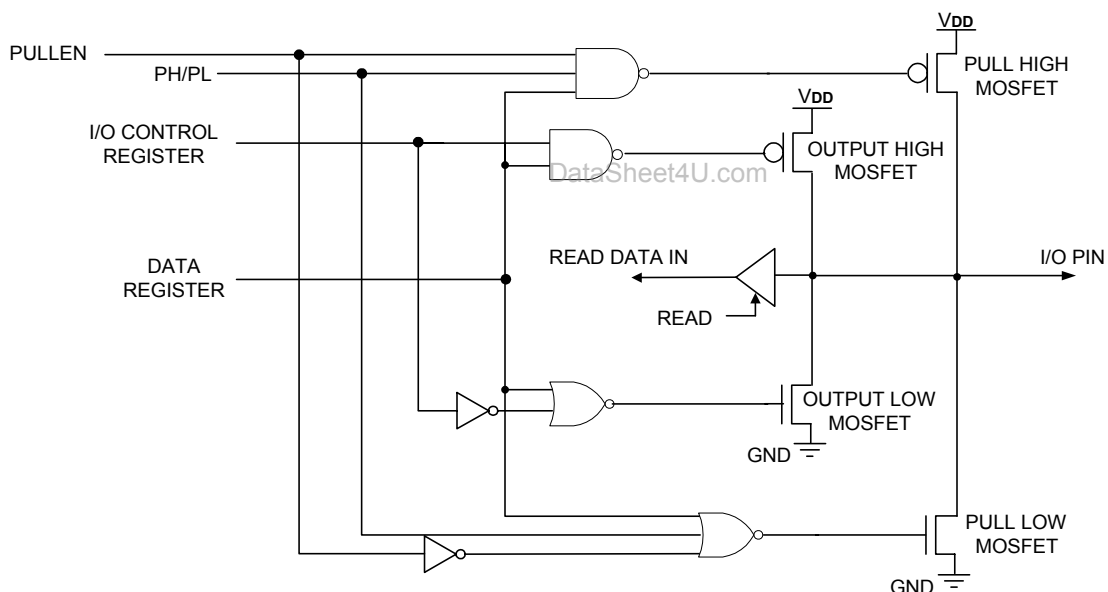 VDD
PULLEN
PH/PL
PULL HIGH
MOSFET
VDD
I/O CONTROL
REGISTER
OUTPUT HIGH
MOSFET
DataSheet4U.com
READ DATA IN
I/O PIN
DATA
REGISTER
READ
OUTPUT LOW
MOSFET
GND
PULL LOW
MOSFET
GND